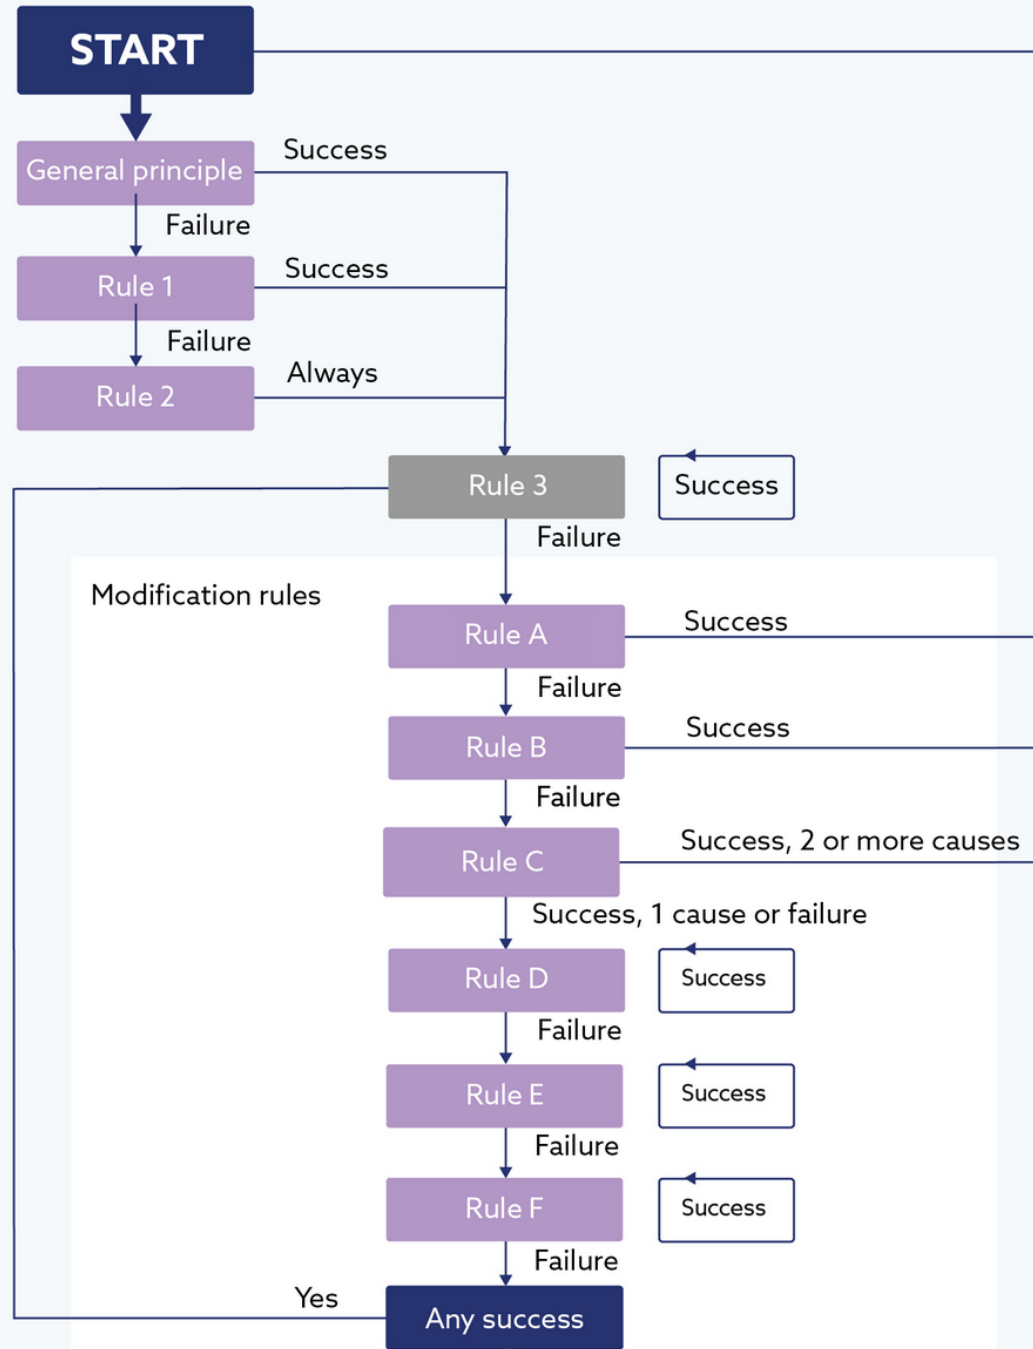 START
General principle
Success
Failure
Rule 1
Success
Failure
Rule 2
Always
Rule 3
Success
Failure
Modification rules
Rule A
Success
Failure
Rule B
Success
Failure
Rule C
Success, 2 or more causes
Success, 1 cause or failure
Rule D
Success
Failure
Rule E
Success
Failure
Rule F
Success
Failure
Yes
Any success